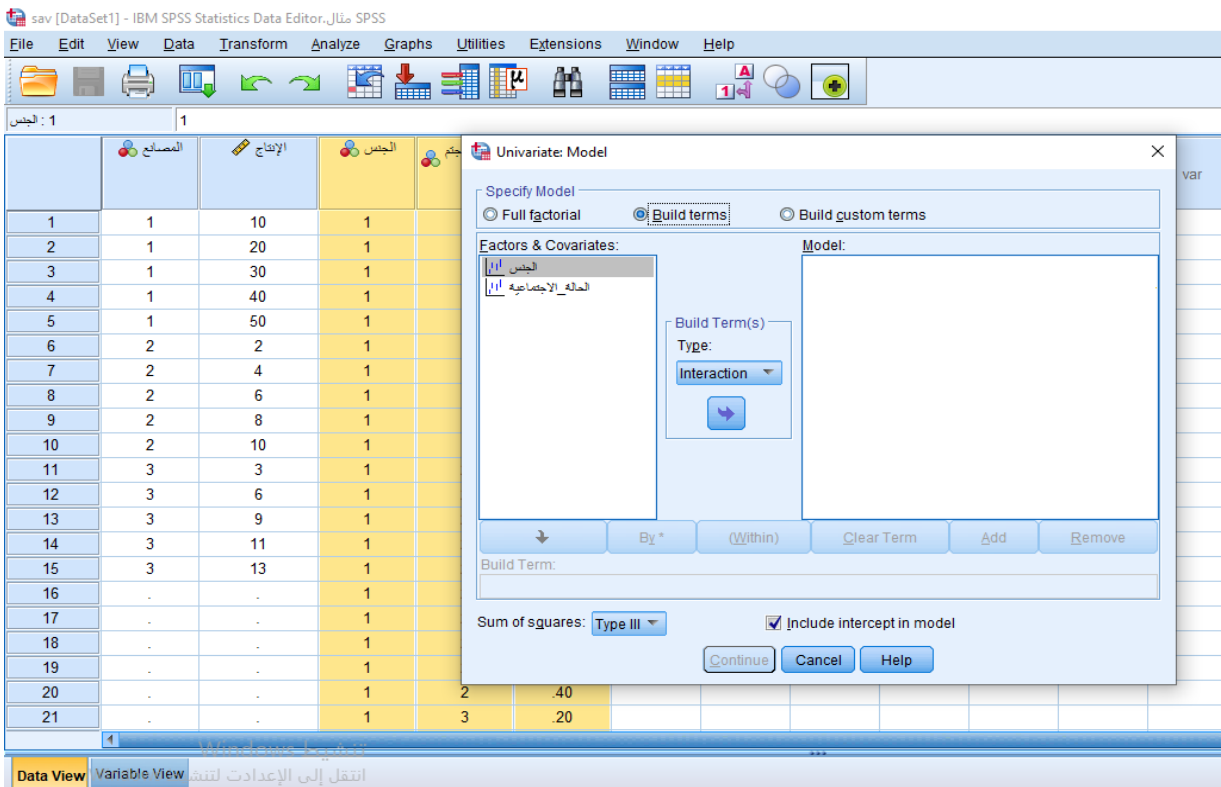 sav [DataSet1] - IBM SPSS Statistics Data Editor.مثال SPSS
File Edit View Data Transform Analyze Graphs Utilities Extensions Window Help
1 : الجنس 1
المصانع الإنتاج الجنس var
1 1 10 1
2 1 20 1
3 1 30 1
4 1 40 1
5 1 50 1
6 2 2 1
7 2 4 1
8 2 6 1
9 2 8 1
10 2 10 1
11 3 3 1
12 3 6 1
13 3 9 1
14 3 11 1
15 3 13 1
16 . . 1
17 . . 1
18 . . 1
19 . . 1
20 . . 1 2 .40
21 . . 1 3 .20
Univariate: Model
Specify Model
Full factorial Build terms Build custom terms
Factors & Covariates: Model:
الجنس
الحالة_الاجتماعية
Build Term(s)
Type:
Interaction
By * (Within) Clear Term Add Remove
Build Term:
Sum of squares: Type III Include intercept in model
Continue Cancel Help
تنشيط Windows
Data View Variable View
انتقل إلى الإعدادات لتنش